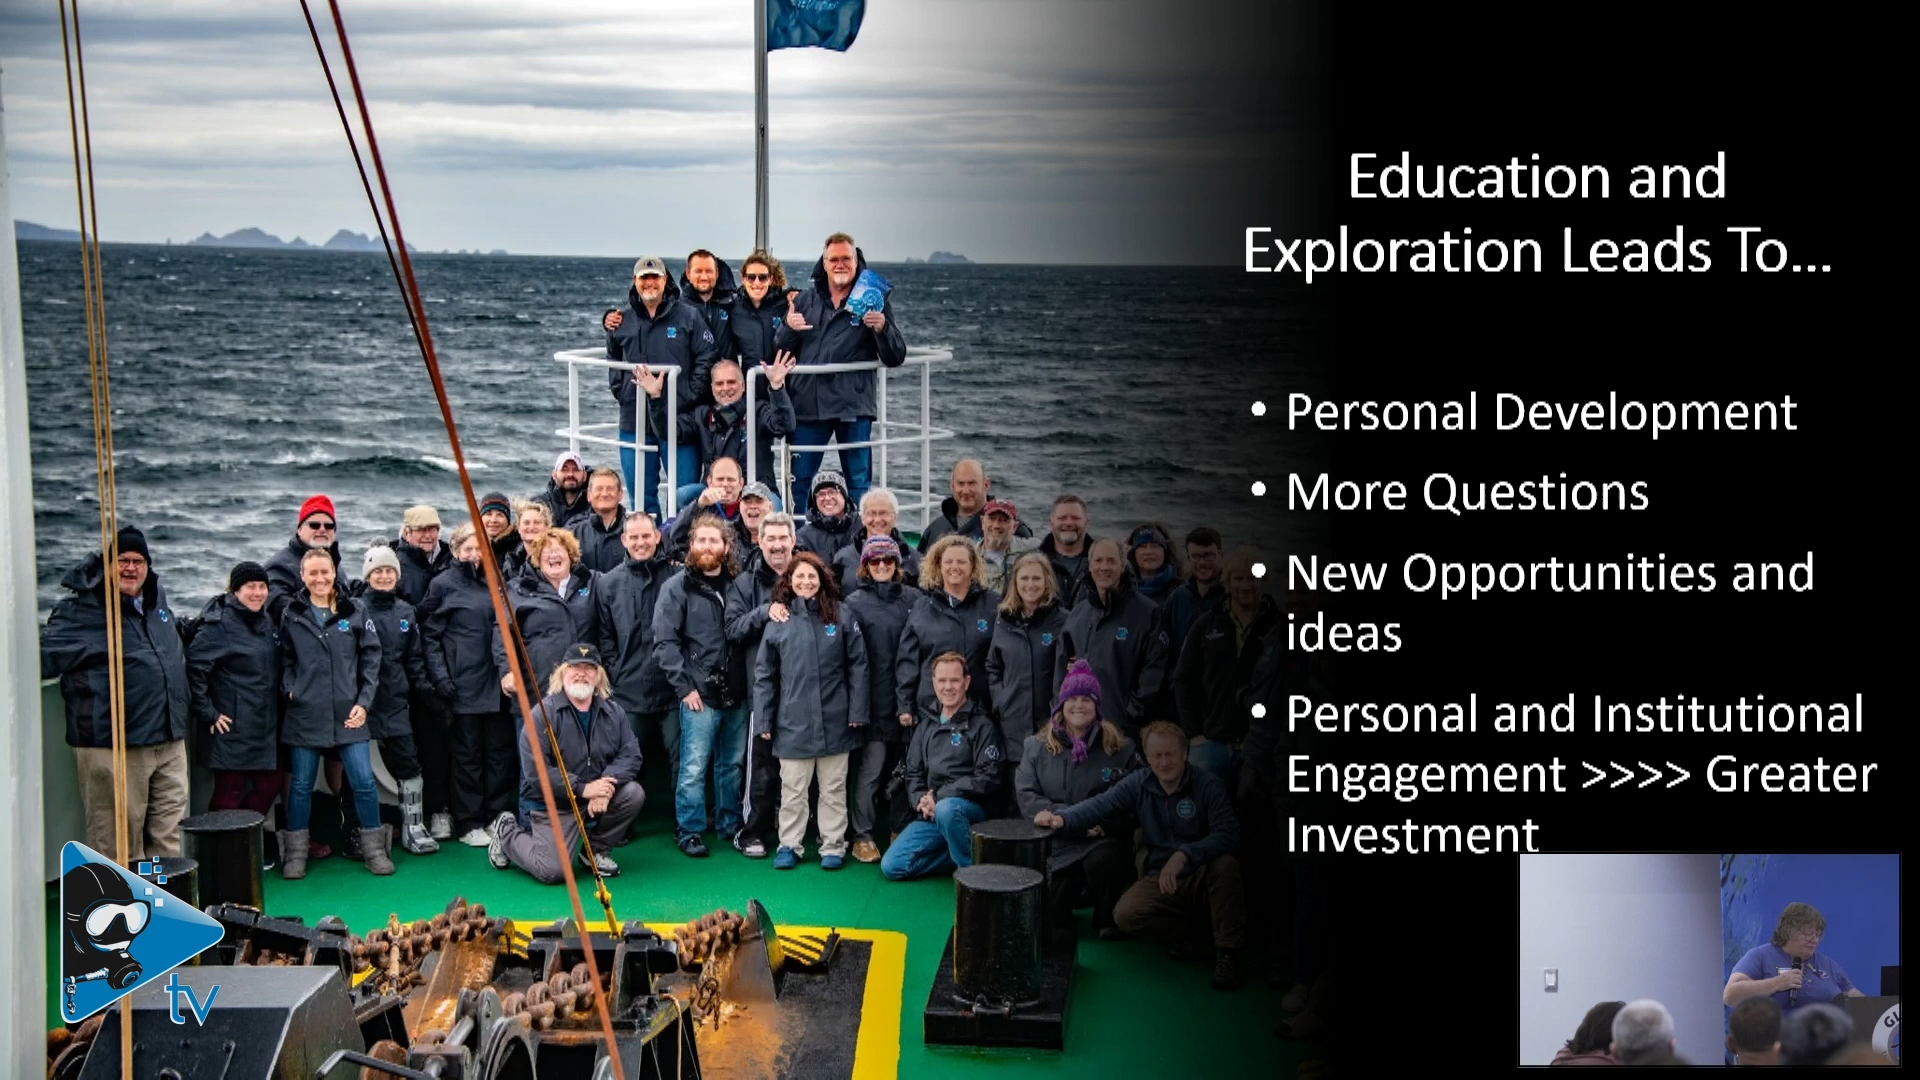 Education and
Exploration Leads To...
• Personal Development
• More Questions
• New Opportunities and
ideas
• Personal and Institutional
Engagement >>>> Greater
Investment
tv